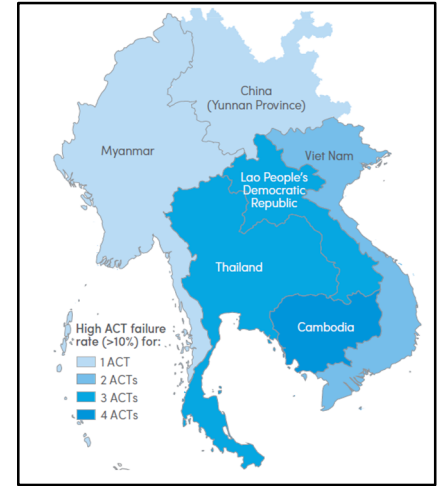 China
(Yunnan Province)
Myanmar
Viet Nam
Lao People's
Democratic
Republic
Thailand
Cambodia
High ACT failure
rate (>10%) for:
1 ACT
2 ACTs
3 ACTs
4 ACTs